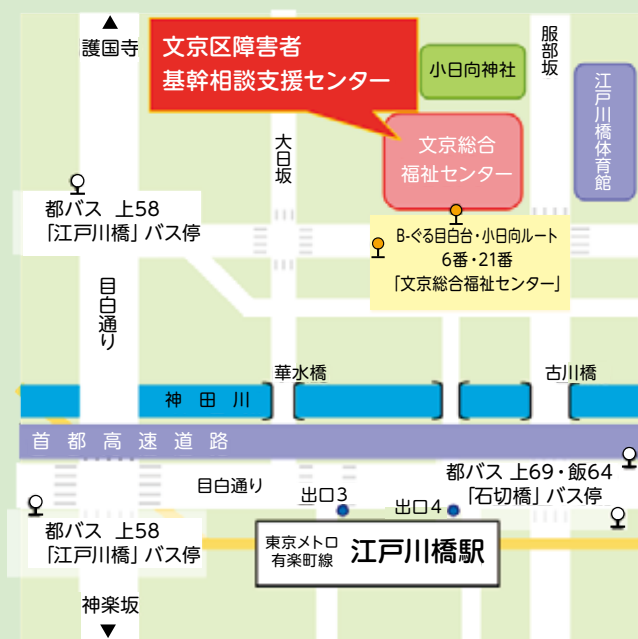 ▲
護国寺
文京区障害者
基幹相談支援センター
服部坂
小日向神社
江戸川橋体育館
大日坂
文京総合
福祉センター
都バス 上58
「江戸川橋」バス停
B-ぐる目白台・小日向ルート
6番・21番
「文京総合福祉センター」
目白通り
華水橋
古川橋
神田川
首都高速道路
目白通り
都バス 上69・飯64
「石切橋」バス停
出口3
出口4
都バス 上58
「江戸川橋」バス停
東京メトロ
有楽町線
江戸川橋駅
神楽坂
▼